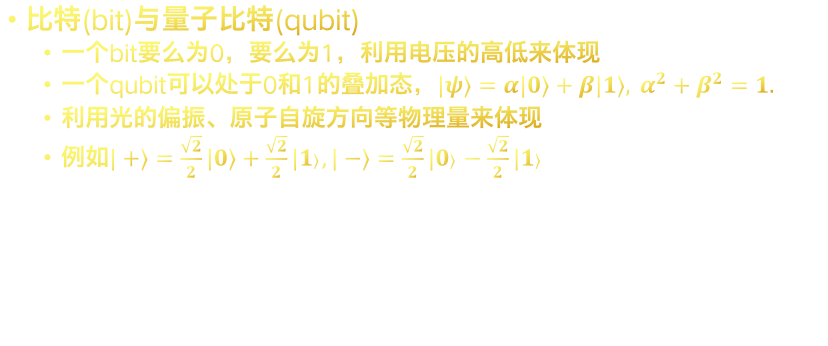 • 比特(bit)与量子比特(qubit)
• 一个bit要么为0，要么为1，利用电压的高低来体现
• 一个qubit可以处于0和1的叠加态，|ψ⟩ = α|0⟩ + β|1⟩, α² + β² = 1.
• 利用光的偏振、原子自旋方向等物理量来体现
• 例如| +⟩ = √2/2 |0⟩ + √2/2 |1⟩, | −⟩ = √2/2 |0⟩ − √2/2 |1⟩